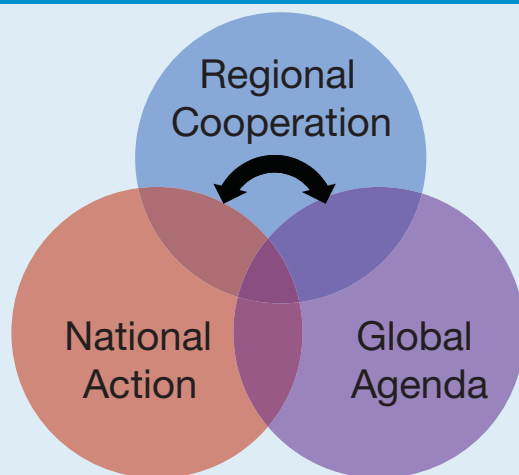 Regional
Cooperation
National
Action
Global
Agenda